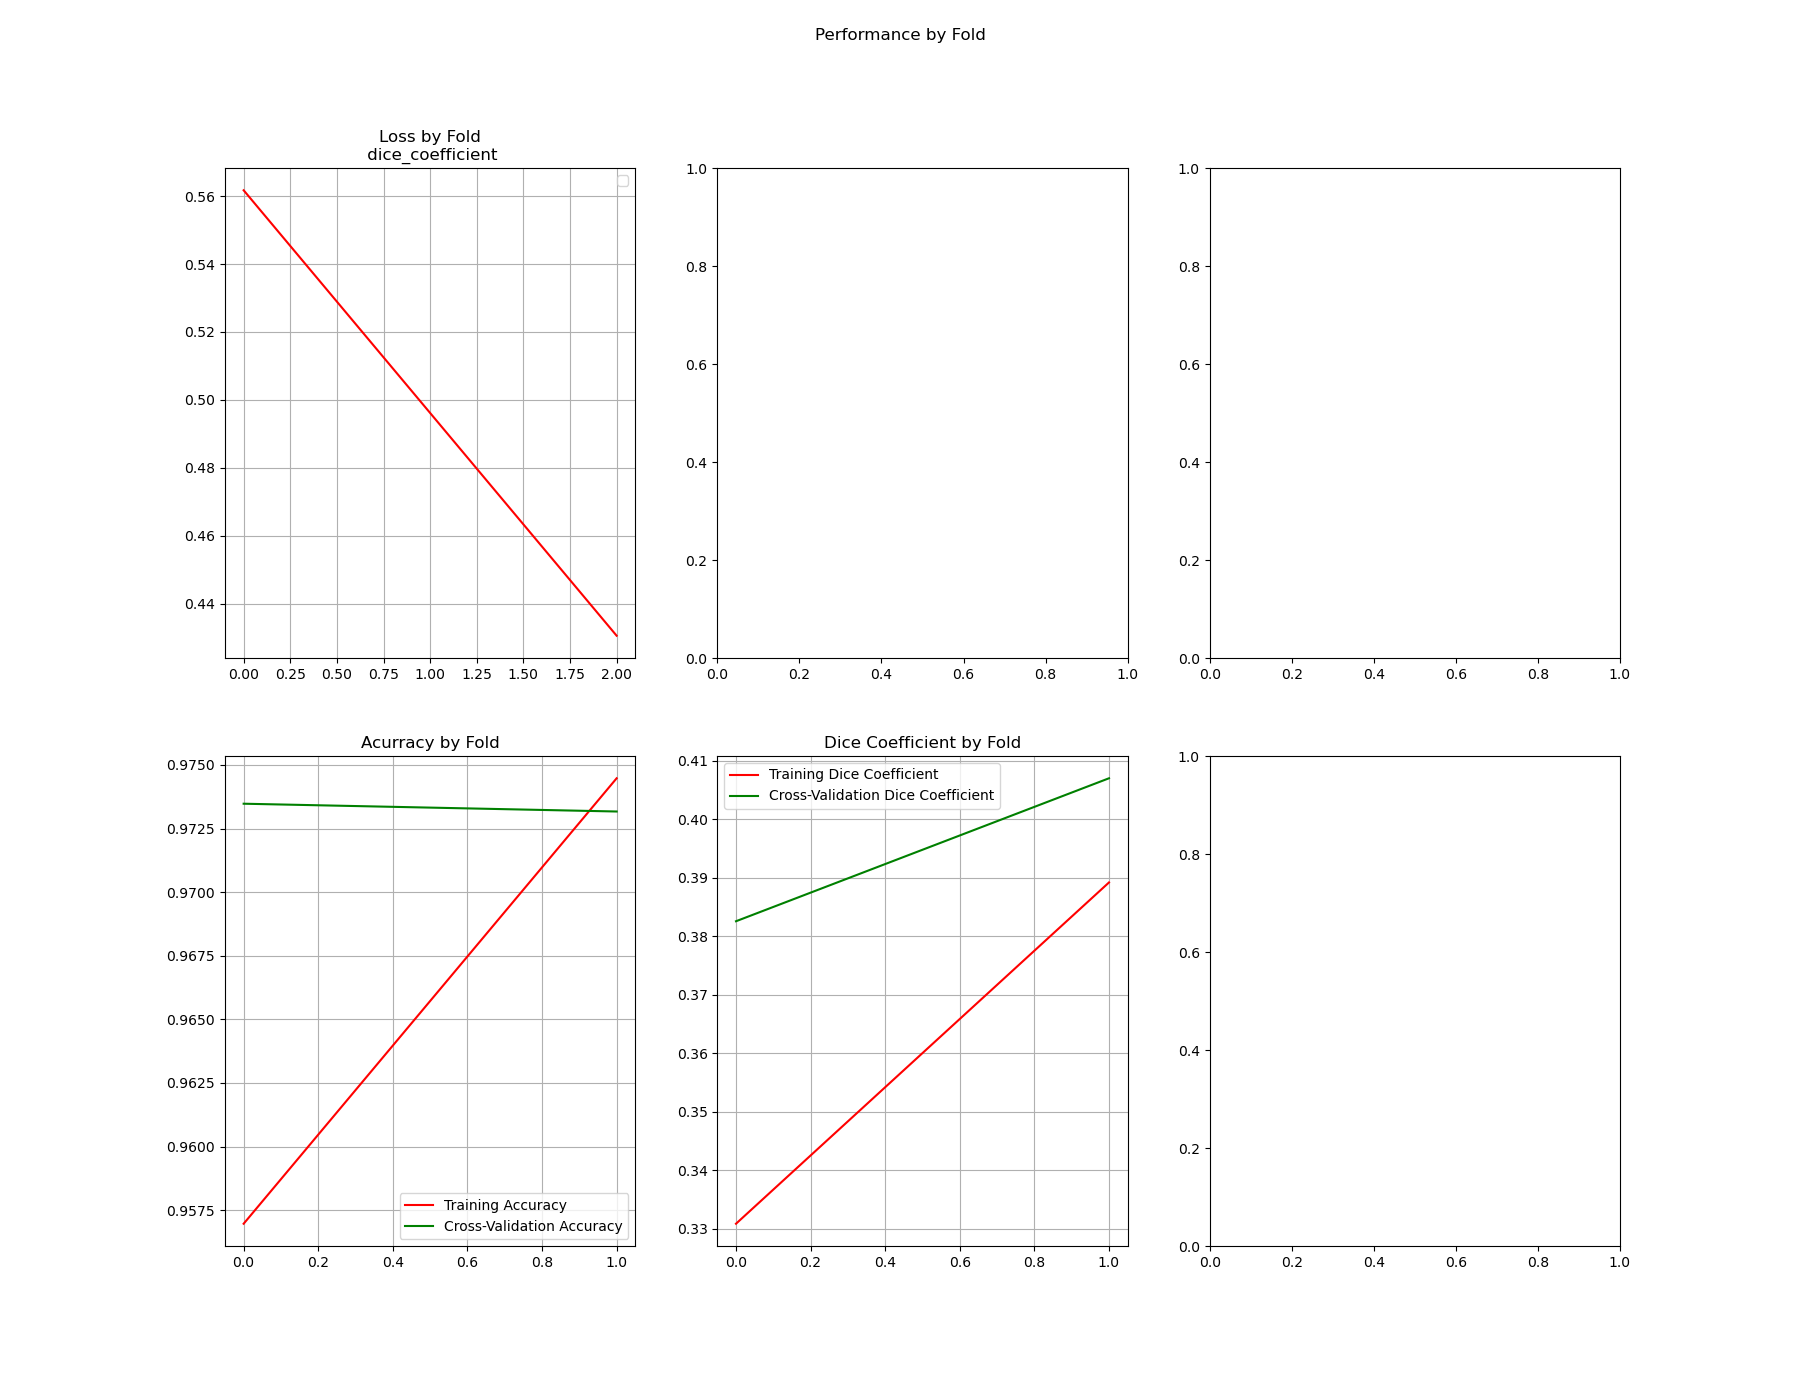 Performance by Fold
Loss by Fold
dice_coefficient
0.56
0.54
0.52
0.50
0.48
0.46
0.44
0.00 0.25 0.50 0.75 1.00 1.25 1.50 1.75 2.00
1.0
0.8
0.6
0.4
0.2
0.0
0.0 0.2 0.4 0.6 0.8 1.0
1.0
0.8
0.6
0.4
0.2
0.0
0.0 0.2 0.4 0.6 0.8 1.0
Acurracy by Fold
0.9750
0.9725
0.9700
0.9675
0.9650
0.9625
0.9600
0.9575
Training Accuracy
Cross-Validation Accuracy
0.0 0.2 0.4 0.6 0.8 1.0
Dice Coefficient by Fold
Training Dice Coefficient
Cross-Validation Dice Coefficient
0.41
0.40
0.39
0.38
0.37
0.36
0.35
0.34
0.33
0.0 0.2 0.4 0.6 0.8 1.0
1.0
0.8
0.6
0.4
0.2
0.0
0.0 0.2 0.4 0.6 0.8 1.0